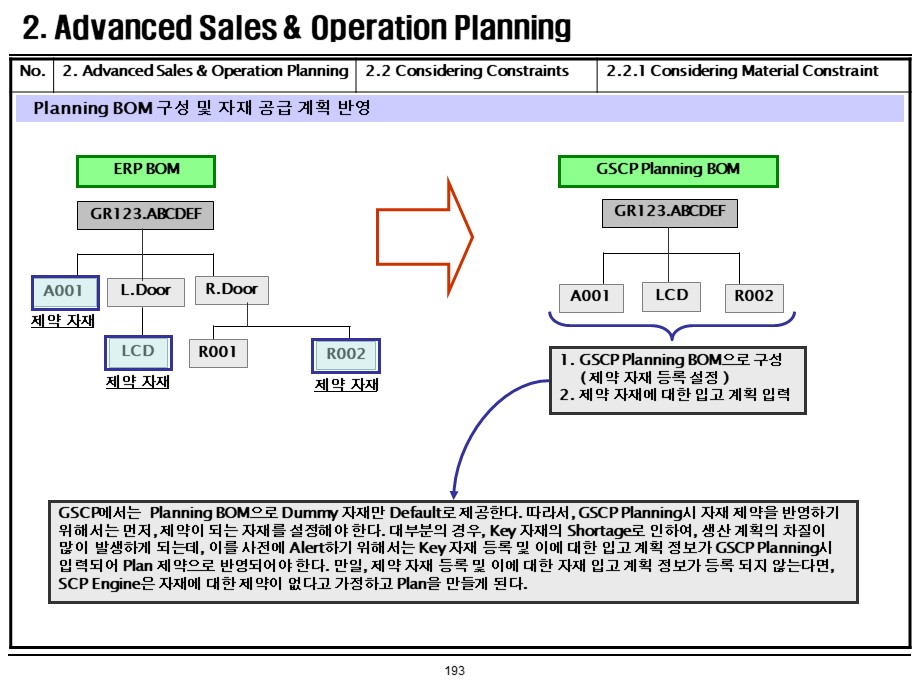 2. Advanced Sales & Operation Planning
No. 2. Advanced Sales & Operation Planning 2.2 Considering Constraints 2.2.1 Considering Material Constraint
Planning BOM 구성 및 자재 공급 계획 반영
ERP BOM
GR123.ABCDEF
A001
제약 자재
L.Door
R.Door
LCD
제약 자재
R001
R002
제약 자재
GSCP Planning BOM
GR123.ABCDEF
A001
LCD
R002
1. GSCP Planning BOM으로 구성
( 제약 자재 등록 설정 )
2. 제약 자재에 대한 입고 계획 입력
GSCP에서는 Planning BOM으로 Dummy 자재만 Default로 제공한다. 따라서, GSCP Planning시 자재 제약을 반영하기
위해서는 먼저, 제약이 되는 자재를 설정해야 한다. 대부분의 경우, Key 자재의 Shortage로 인하여, 생산 계획의 차질이
많이 발생하게 되는데, 이를 사전에 Alert하기 위해서는 Key 자재 등록 및 이에 대한 입고 계획 정보가 GSCP Planning시
입력되어 Plan 제약으로 반영되어야 한다. 만일, 제약 자재 등록 및 이에 대한 자재 입고 계획 정보가 등록 되지 않는다면,
SCP Engine은 자재에 대한 제약이 없다고 가정하고 Plan을 만들게 된다.
193